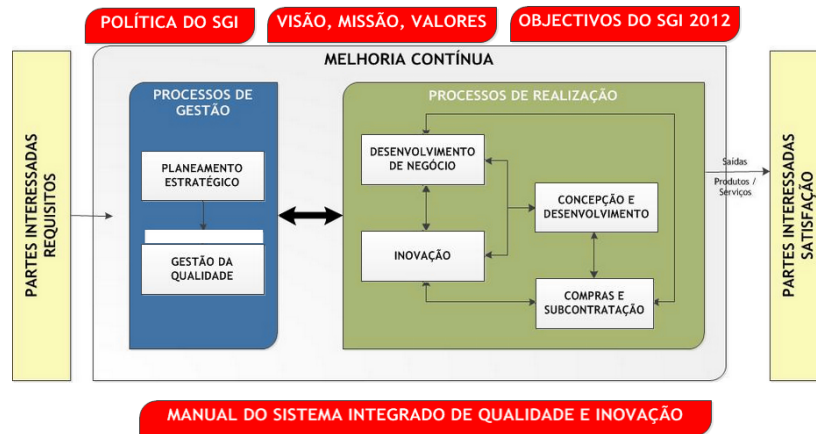 POLÍTICA DO SGI
VISÃO, MISSÃO, VALORES
OBJECTIVOS DO SGI 2012
MELHORIA CONTÍNUA
PARTES INTERESSADAS
REQUISITOS
PROCESSOS DE
GESTÃO
PLANEAMENTO
ESTRATÉGICO
GESTÃO DA
QUALIDADE
PROCESSOS DE REALIZAÇÃO
DESENVOLVIMENTO
DE NEGÓCIO
INOVAÇÃO
CONCEPÇÃO E
DESENVOLVIMENTO
COMPRAS E
SUBCONTRATAÇÃO
Saídas
Produtos /
Serviços
PARTES INTERESSADAS
SATISFAÇÃO
MANUAL DO SISTEMA INTEGRADO DE QUALIDADE E INOVAÇÃO